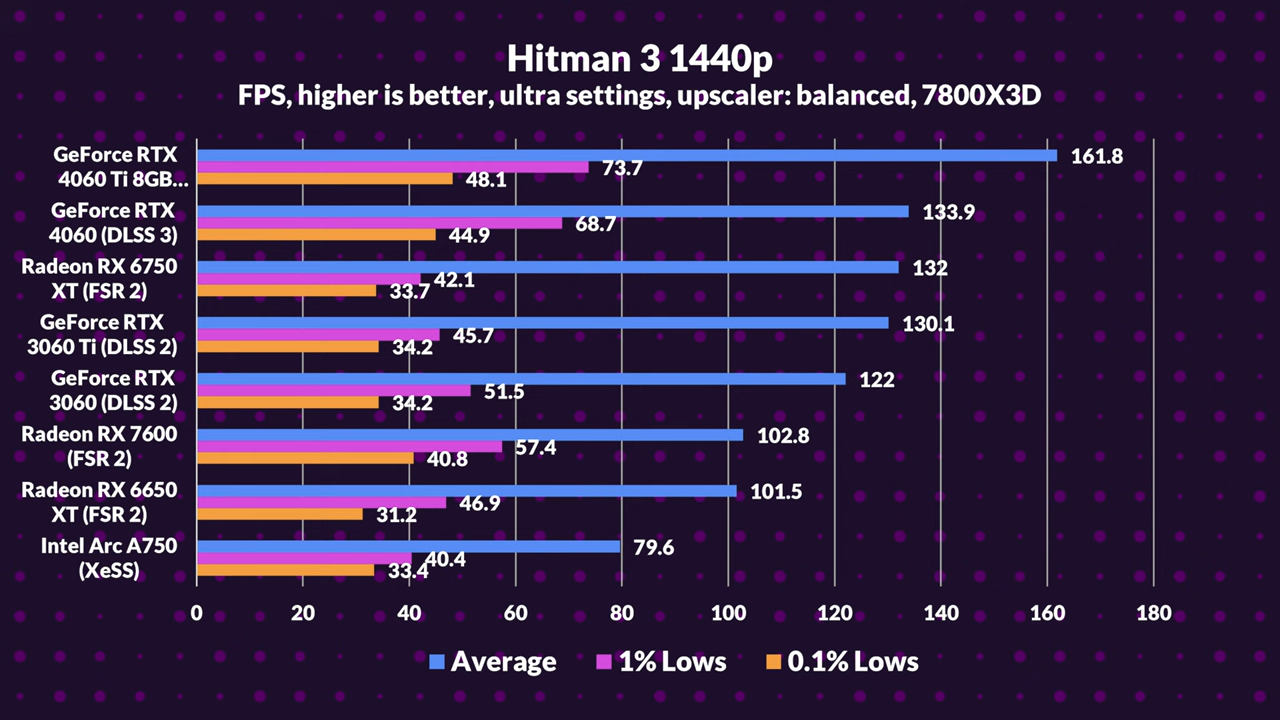 Hitman 3 1440p
FPS, higher is better, ultra settings, upscaler: balanced, 7800X3D
GeForce RTX
4060 Ti 8GB...
161.8
73.7
48.1
GeForce RTX
4060 (DLSS 3)
133.9
68.7
44.9
Radeon RX 6750
XT (FSR 2)
132
42.1
33.7
GeForce RTX
3060 Ti (DLSS 2)
130.1
45.7
34.2
GeForce RTX
3060 (DLSS 2)
122
51.5
34.2
Radeon RX 7600
(FSR 2)
102.8
57.4
40.8
Radeon RX 6650
XT (FSR 2)
101.5
46.9
31.2
Intel Arc A750
(XeSS)
79.6
40.4
33.4
0 20 40 60 80 100 120 140 160 180
Average 1% Lows 0.1% Lows